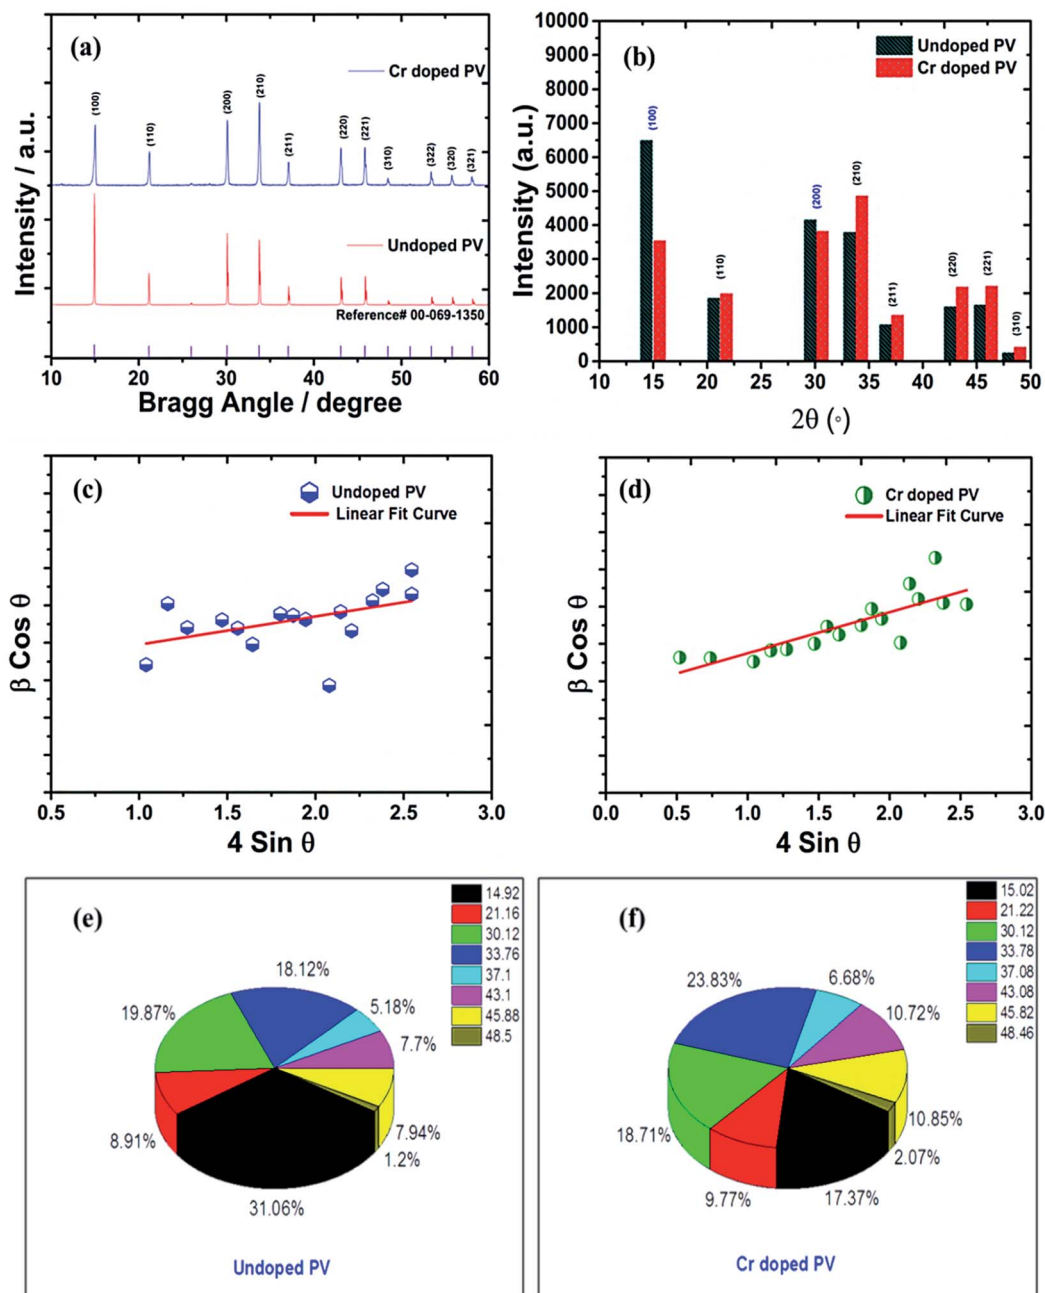 (a)
Intensity / a.u.
Cr doped PV
(100)
(110)
(200)
(210)
(211)
(220)
(221)
(310)
(322)
(320)
(321)
Undoped PV
Reference# 00-069-1350
10 20 30 40 50 60
Bragg Angle / degree
(b)
Intensity (a.u.)
10000
9000
8000
7000
6000
5000
4000
3000
2000
1000
0
Undoped PV
Cr doped PV
(100)
(110)
(200)
(210)
(211)
(220)
(221)
(310)
10 15 20 25 30 35 40 45 50
2θ (◦)
(c)
β Cos θ
Undoped PV
Linear Fit Curve
0.5 1.0 1.5 2.0 2.5 3.0
4 Sin θ
(d)
β Cos θ
Cr doped PV
Linear Fit Curve
0.0 0.5 1.0 1.5 2.0 2.5 3.0
4 Sin θ
(e)
14.92
21.16
30.12
33.76
37.1
43.1
45.88
48.5
18.12%
5.18%
19.87%
7.7%
8.91%
7.94%
1.2%
31.06%
Undoped PV
(f)
15.02
21.22
30.12
33.78
37.08
43.08
45.82
48.46
23.83%
6.68%
10.72%
10.85%
18.71%
2.07%
9.77%
17.37%
Cr doped PV